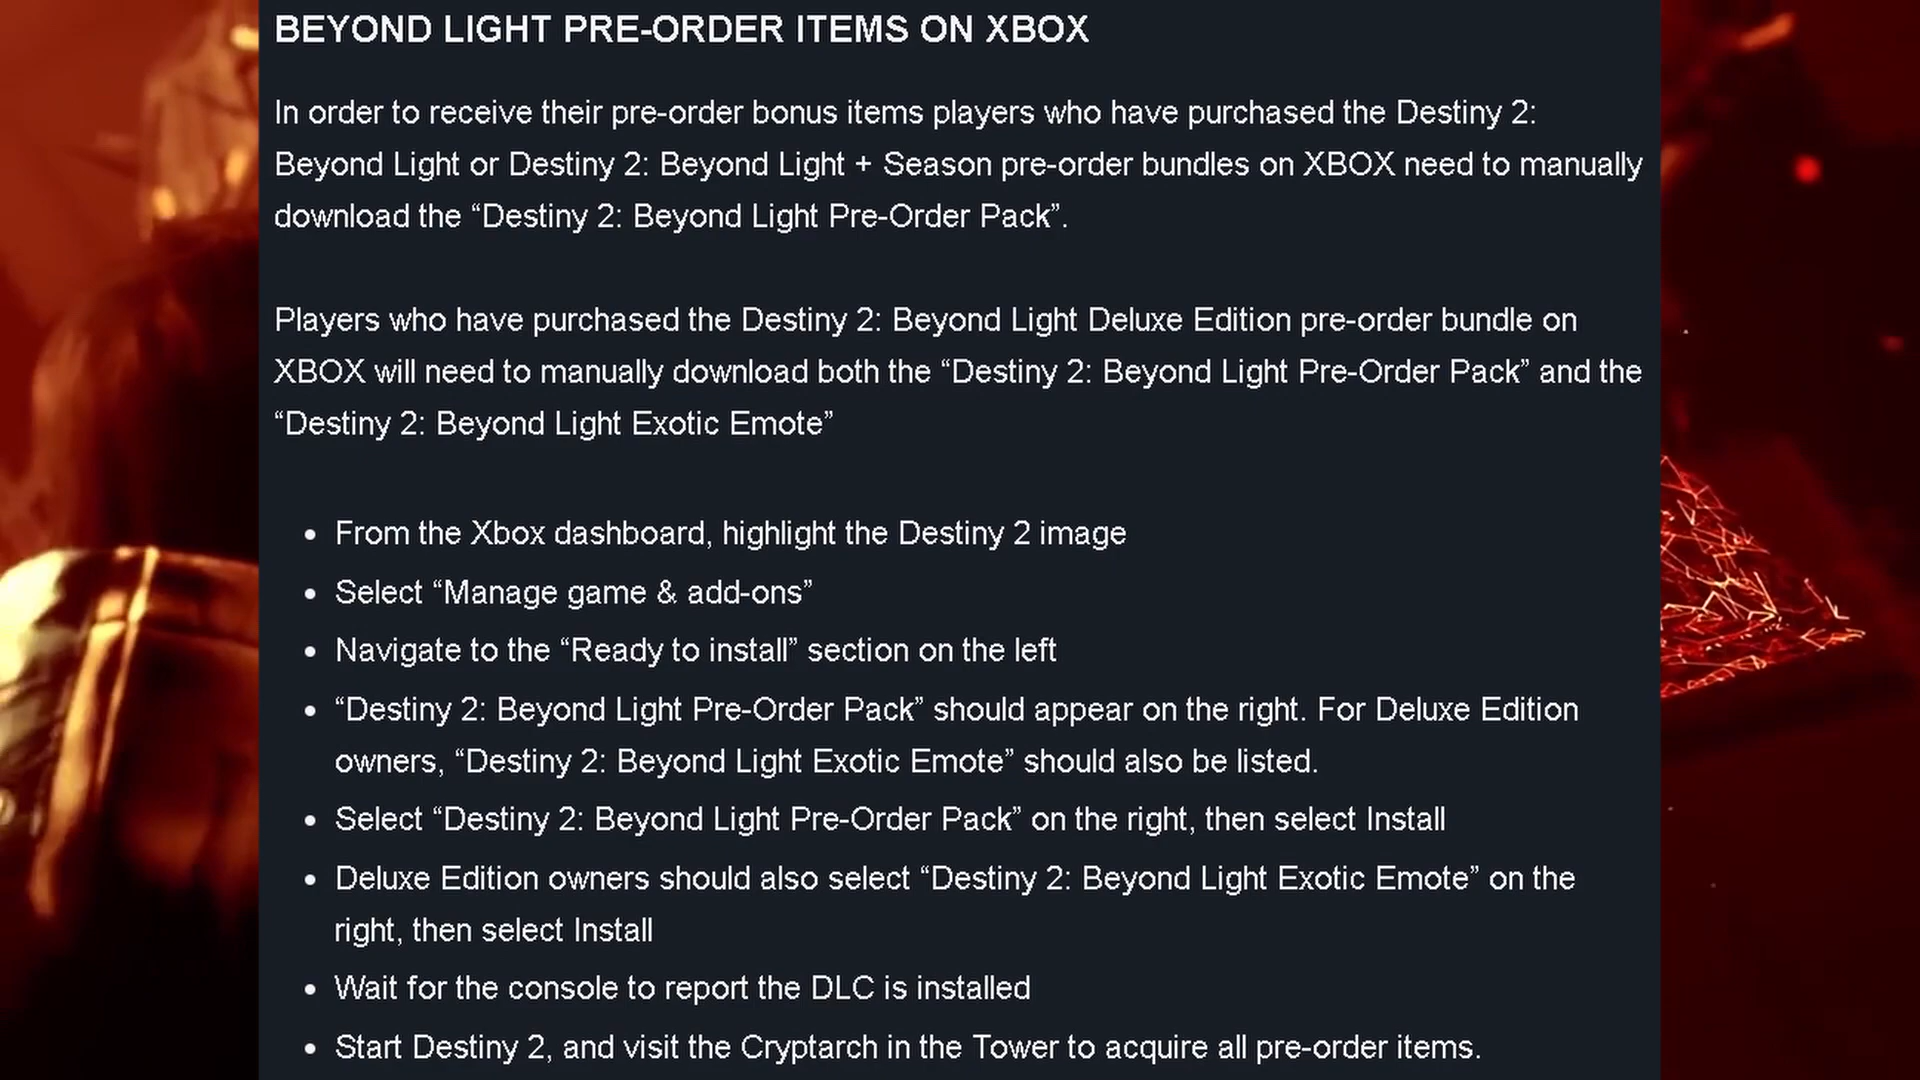 BEYOND LIGHT PRE-ORDER ITEMS ON XBOX
In order to receive their pre-order bonus items players who have purchased the Destiny 2:
Beyond Light or Destiny 2: Beyond Light + Season pre-order bundles on XBOX need to manually
download the “Destiny 2: Beyond Light Pre-Order Pack”.
Players who have purchased the Destiny 2: Beyond Light Deluxe Edition pre-order bundle on
XBOX will need to manually download both the “Destiny 2: Beyond Light Pre-Order Pack” and the
“Destiny 2: Beyond Light Exotic Emote”
• From the Xbox dashboard, highlight the Destiny 2 image
• Select “Manage game & add-ons”
• Navigate to the “Ready to install” section on the left
• “Destiny 2: Beyond Light Pre-Order Pack” should appear on the right. For Deluxe Edition
owners, “Destiny 2: Beyond Light Exotic Emote” should also be listed.
• Select “Destiny 2: Beyond Light Pre-Order Pack” on the right, then select Install
• Deluxe Edition owners should also select “Destiny 2: Beyond Light Exotic Emote” on the
right, then select Install
• Wait for the console to report the DLC is installed
• Start Destiny 2, and visit the Cryptarch in the Tower to acquire all pre-order items.